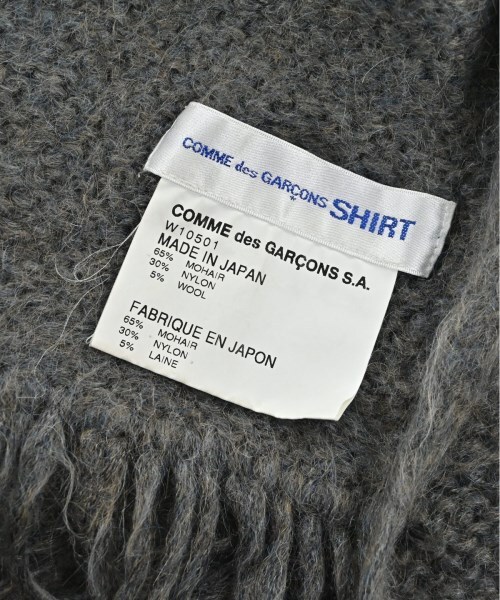 COMME des GARÇONS SHIRT
COMME des GARÇONS S.A.
W10501
MADE IN JAPAN
65% MOHAIR
30% NYLON
5% WOOL
FABRIQUE EN JAPON
65% MOHAIR
30% NYLON
5% LAINE